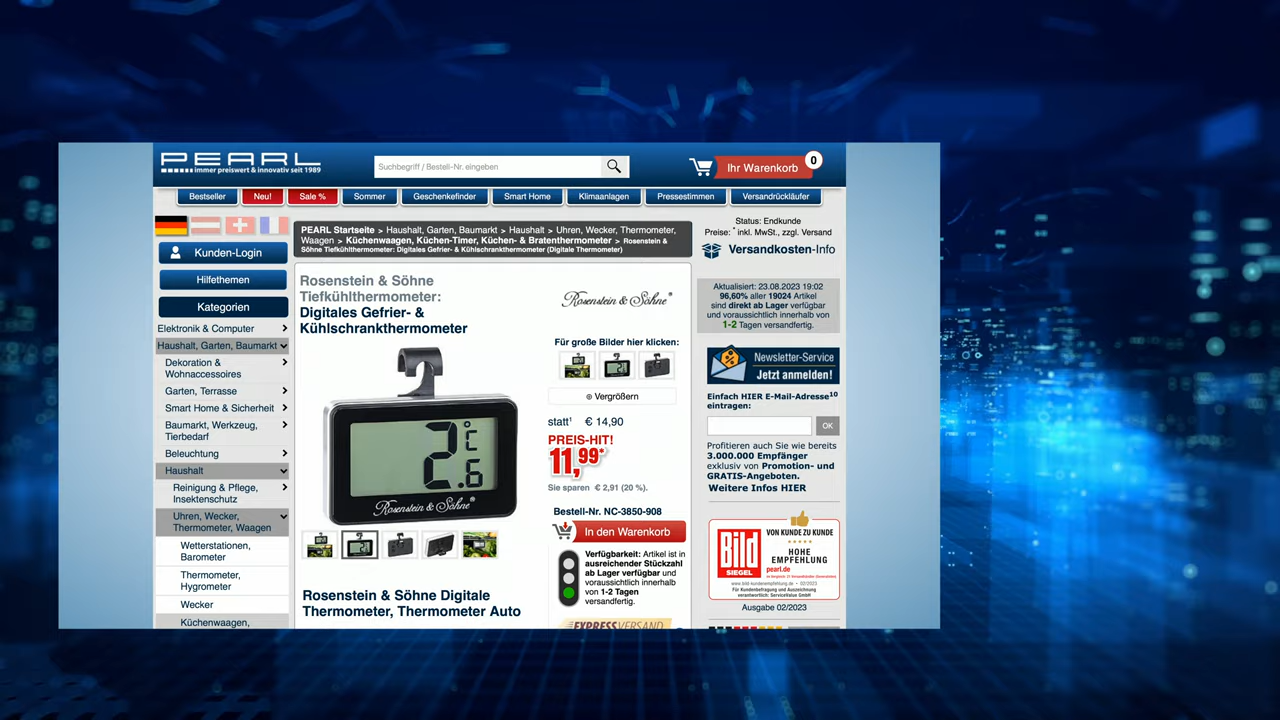 PEARL
immer preiswert & innovativ seit 1989
Suchbegriff / Bestell-Nr. eingeben
Ihr Warenkorb
0
Bestseller
Neu!
Sale %
Sommer
Geschenkefinder
Smart Home
Klimaanlagen
Pressestimmen
Versandrückläufer
Kunden-Login
Hilfethemen
Kategorien
Elektronik & Computer
Haushalt, Garten, Baumarkt
Dekoration &
Wohnaccessoires
Garten, Terrasse
Smart Home & Sicherheit
Baumarkt, Werkzeug,
Tierbedarf
Beleuchtung
Haushalt
Reinigung & Pflege,
Insektenschutz
Uhren, Wecker,
Thermometer, Waagen
Wetterstationen,
Barometer
Thermometer,
Hygrometer
Wecker
Küchenwaagen,
PEARL Startseite > Haushalt, Garten, Baumarkt > Haushalt > Uhren, Wecker, Thermometer,
Waagen > Küchenwaagen, Küchen-Timer, Küchen- & Bratenthermometer > Rosenstein &
Söhne Tiefkühlthermometer: Digitales Gefrier- & Kühlschrankthermometer (Digitale Thermometer)
Rosenstein & Söhne
Tiefkühlthermometer:
Digitales Gefrier- &
Kühlschrankthermometer
2.6 °C
Rosenstein & Söhne
Rosenstein & Söhne Digitale
Thermometer, Thermometer Auto
Rosenstein & Söhne®
Für große Bilder hier klicken:
Vergrößern
statt¹ € 14,90
PREIS-HIT!
11,99*
Sie sparen € 2,91 (20 %).
Bestell-Nr. NC-3850-908
In den Warenkorb
Verfügbarkeit: Artikel ist in
ausreichender Stückzahl
ab Lager verfügbar und
voraussichtlich innerhalb
von 1-2 Tagen
versandfertig.
EXPRESSVERSAND
Status: Endkunde
Preise: * inkl. MwSt., zzgl. Versand
Versandkosten-Info
Aktualisiert: 23.08.2023 19:02
96,60% aller 19024 Artikel
sind direkt ab Lager verfügbar
und voraussichtlich innerhalb von
1-2 Tagen versandfertig.
Newsletter-Service
Jetzt anmelden!
Einfach HIER E-Mail-Adresse¹⁰
eintragen:
OK
Profitieren auch Sie wie bereits
3.000.000 Empfänger
exklusiv von Promotion- und
GRATIS-Angeboten.
Weitere Infos HIER
Bild
SIEGEL
VON KUNDE ZU KUNDE
HOHE
EMPFEHLUNG
pearl.de
Für Kundenbefragung und Auszeichnung
verantwortlich: ServiceValue GmbH
Ausgabe 02/2023